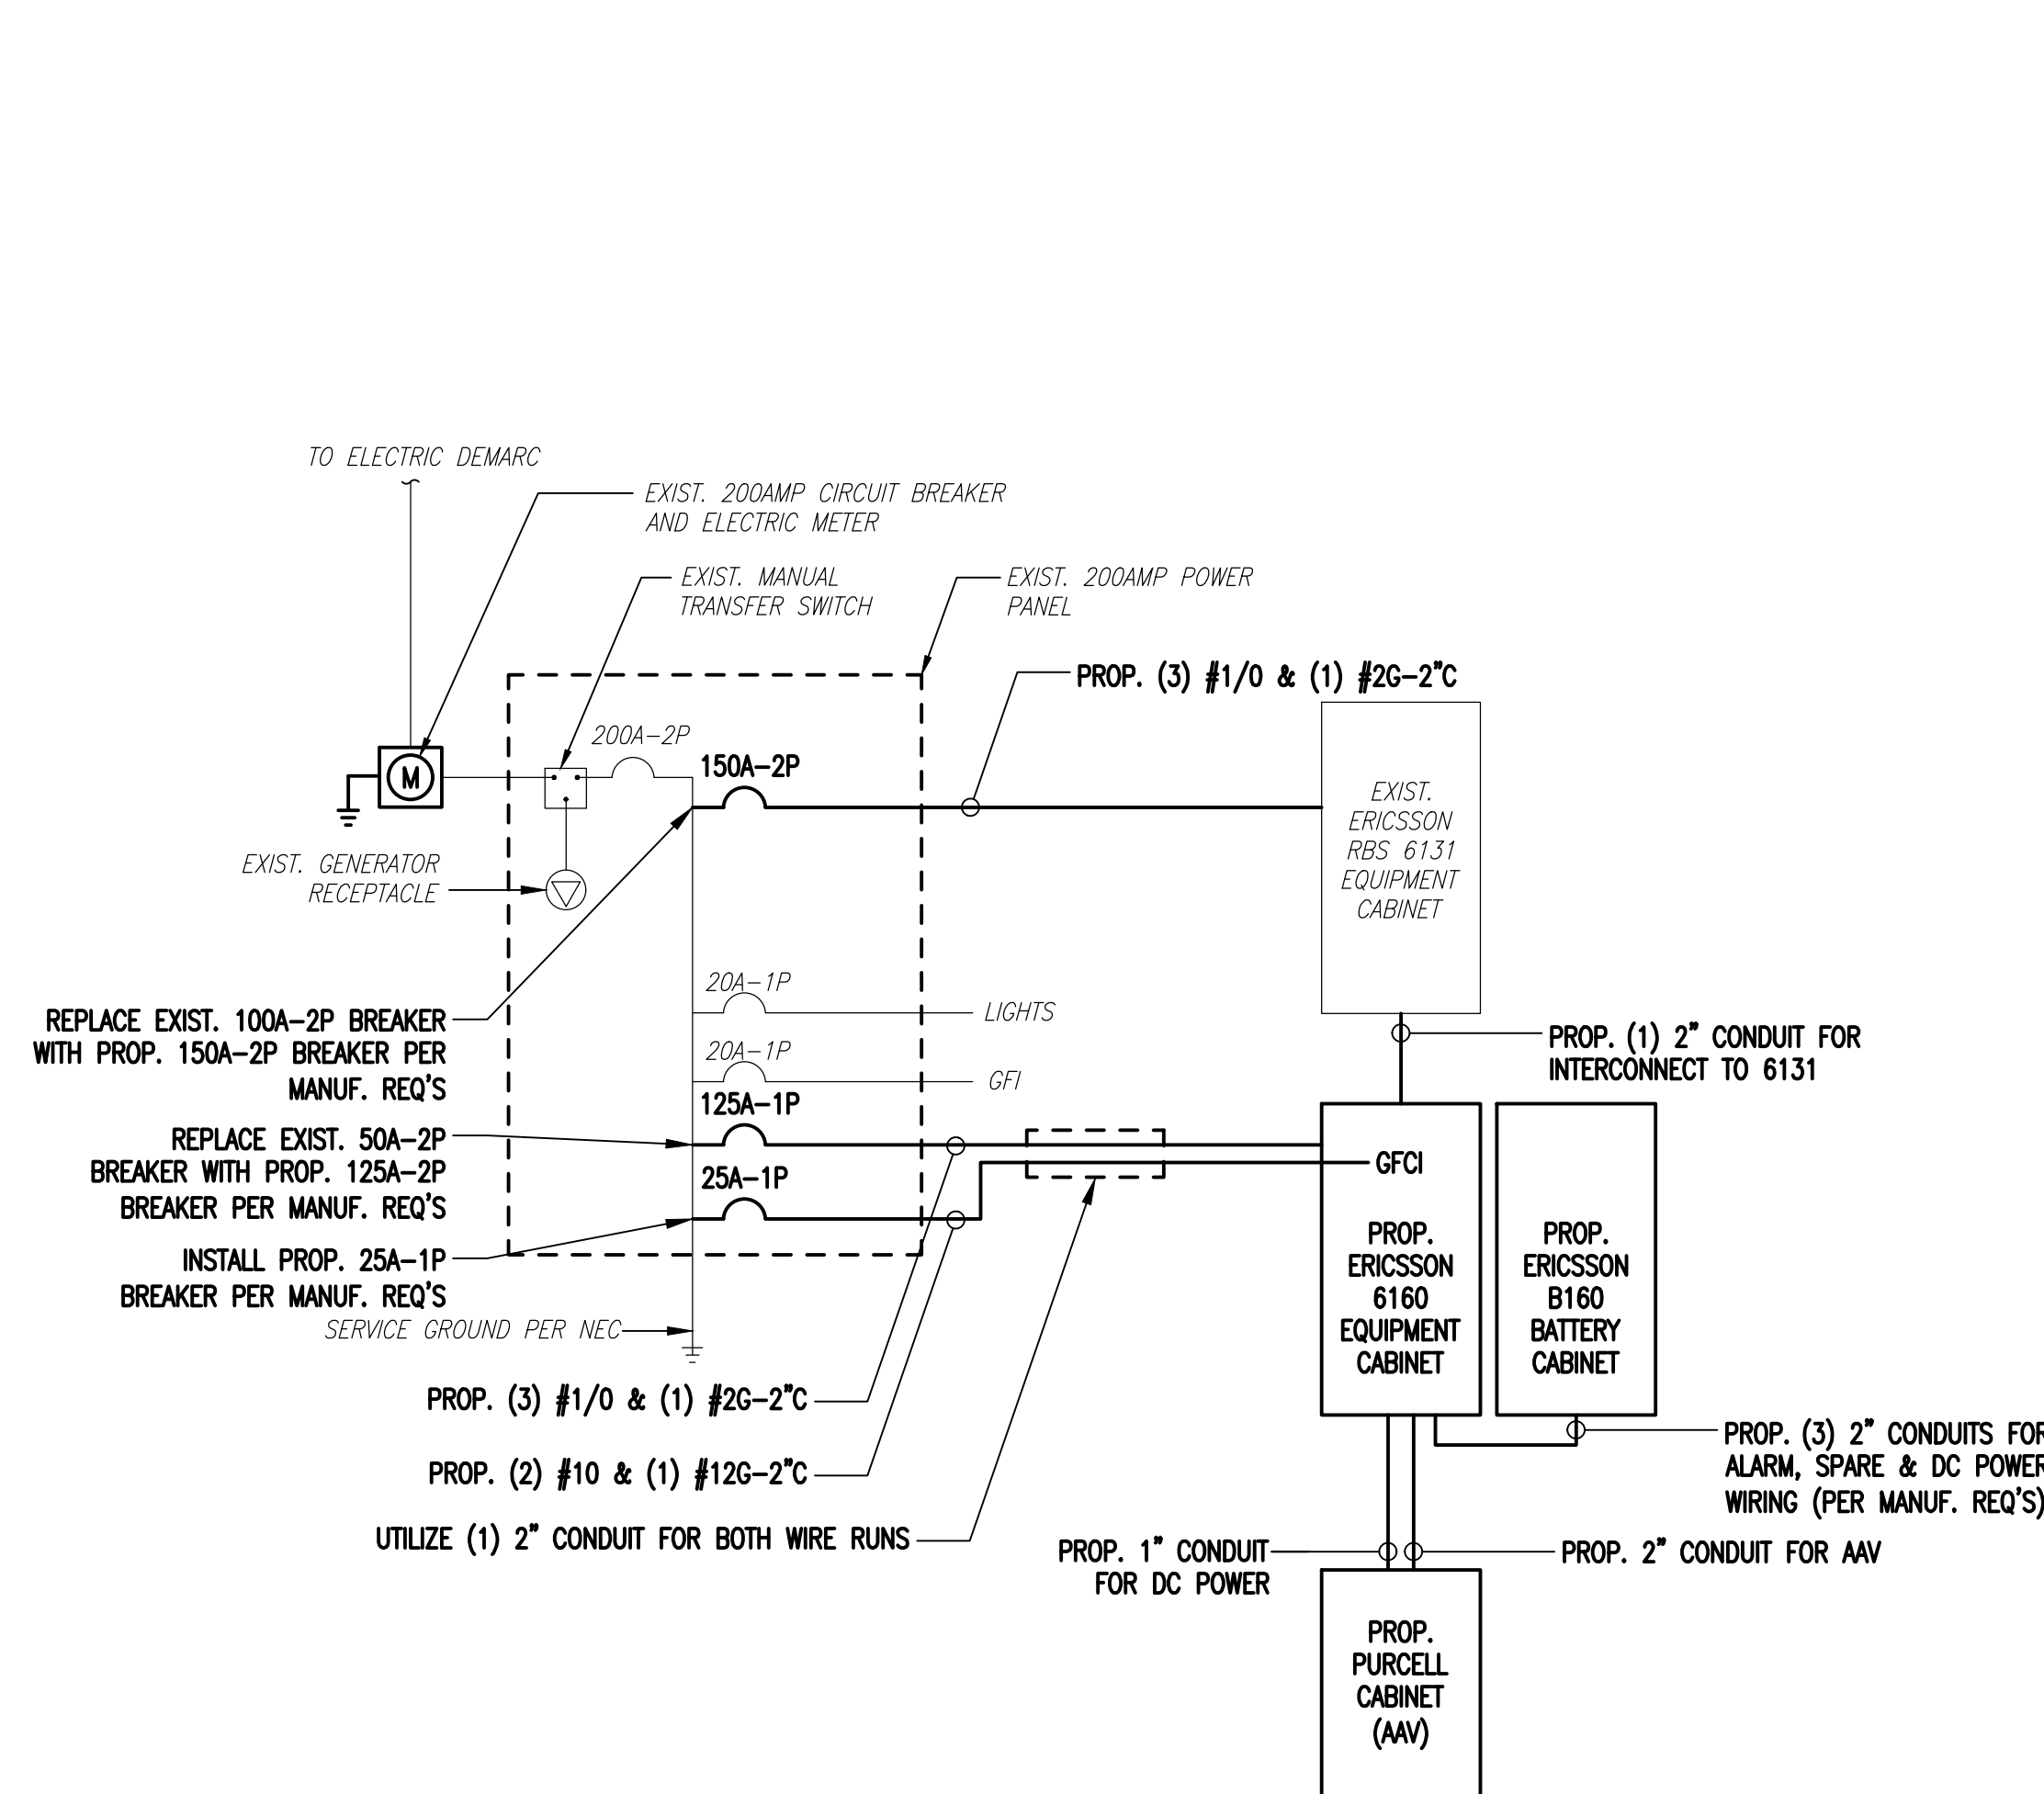 TO ELECTRIC DEMARC
EXIST. 200AMP CIRCUIT BREAKER
AND ELECTRIC METER
EXIST. MANUAL
TRANSFER SWITCH
EXIST. 200AMP POWER
PANEL
PROP. (3) #1/0 & (1) #2G-2"C
200A-2P
150A-2P
M
EXIST.
ERICSSON
RBS 6131
EQUIPMENT
CABINET
EXIST. GENERATOR
RECEPTACLE
20A-1P
LIGHTS
REPLACE EXIST. 100A-2P BREAKER
WITH PROP. 150A-2P BREAKER PER
MANUF. REQ'S
PROP. (1) 2" CONDUIT FOR
INTERCONNECT TO 6131
20A-1P
GFI
125A-1P
REPLACE EXIST. 50A-2P
BREAKER WITH PROP. 125A-2P
BREAKER PER MANUF. REQ'S
25A-1P
GFCI
PROP.
ERICSSON
6160
EQUIPMENT
CABINET
PROP.
ERICSSON
B160
BATTERY
CABINET
INSTALL PROP. 25A-1P
BREAKER PER MANUF. REQ'S
SERVICE GROUND PER NEC
PROP. (3) #1/0 & (1) #2G-2"C
PROP. (2) #10 & (1) #12G-2"C
UTILIZE (1) 2" CONDUIT FOR BOTH WIRE RUNS
PROP. (3) 2" CONDUITS FOR
ALARM, SPARE & DC POWER
WIRING (PER MANUF. REQ'S)
PROP. 1" CONDUIT
FOR DC POWER
PROP. 2" CONDUIT FOR AAV
PROP.
PURCELL
CABINET
(AAV)